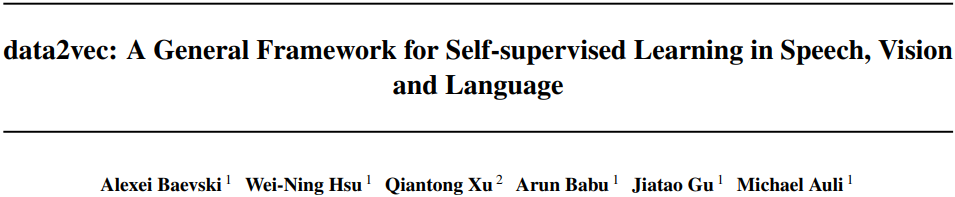 data2vec: A General Framework for Self-supervised Learning in Speech, Vision
and Language
Alexei Baevski 1 Wei-Ning Hsu 1 Qiantong Xu 2 Arun Babu 1 Jiatao Gu 1 Michael Auli 1